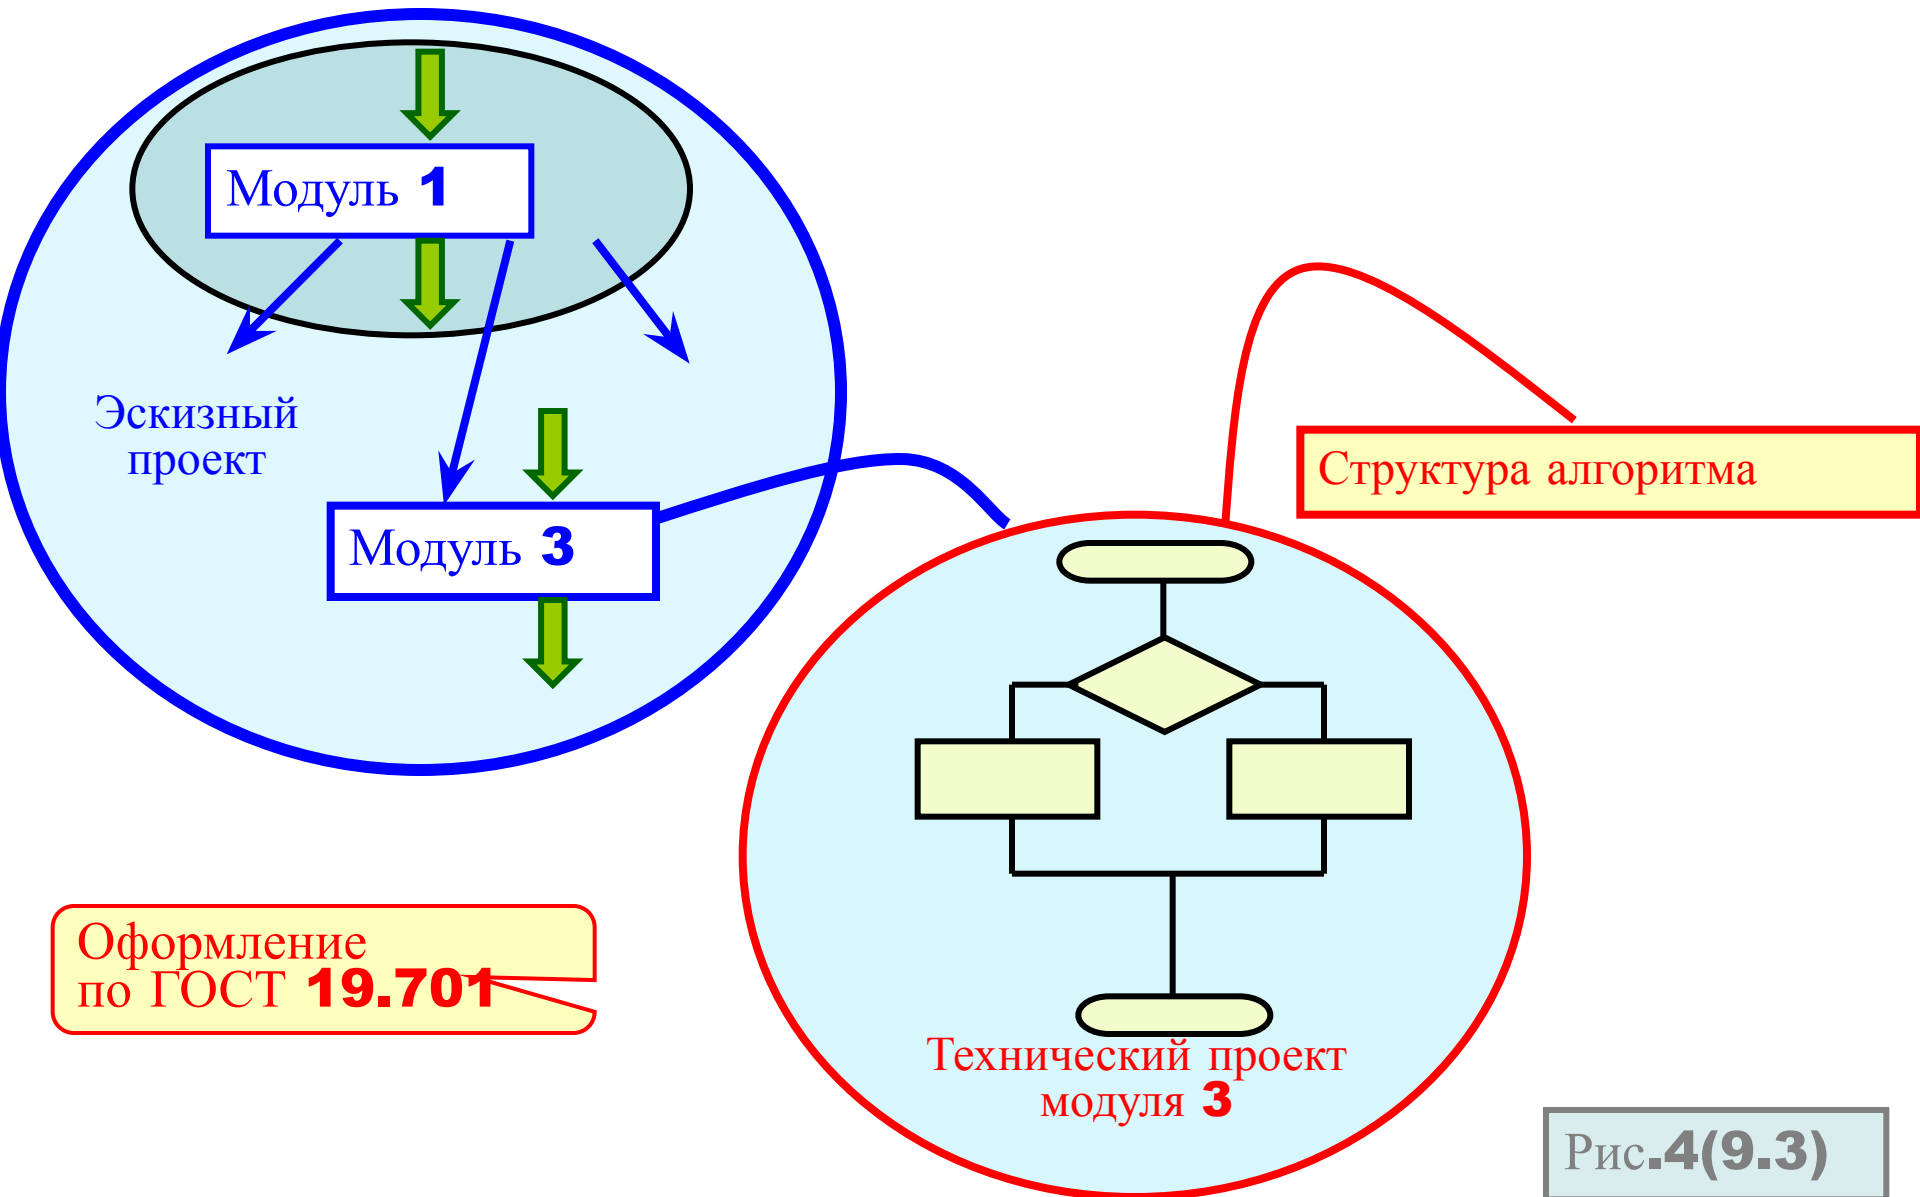 Модуль 1
Эскизный
проект
Модуль 3
Структура алгоритма
Оформление
по ГОСТ 19.701
Технический проект
модуля 3
Рис.4(9.3)